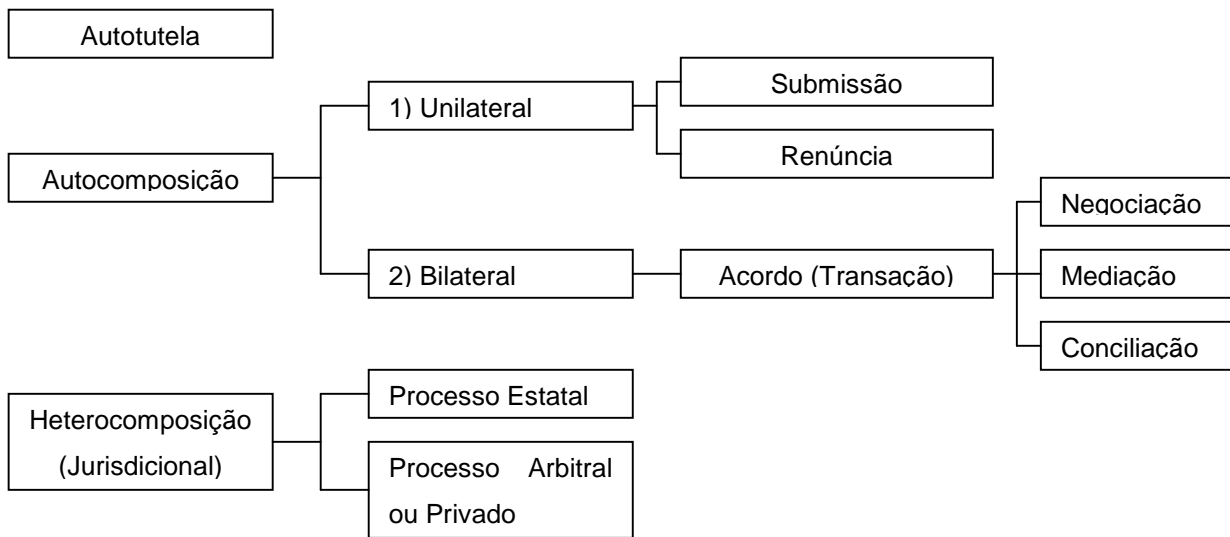 Autotutela
Autocomposição
1) Unilateral
Submissão
Renúncia
2) Bilateral
Acordo (Transação)
Negociação
Mediação
Conciliação
Heterocomposição
(Jurisdicional)
Processo Estatal
Processo Arbitral
ou Privado